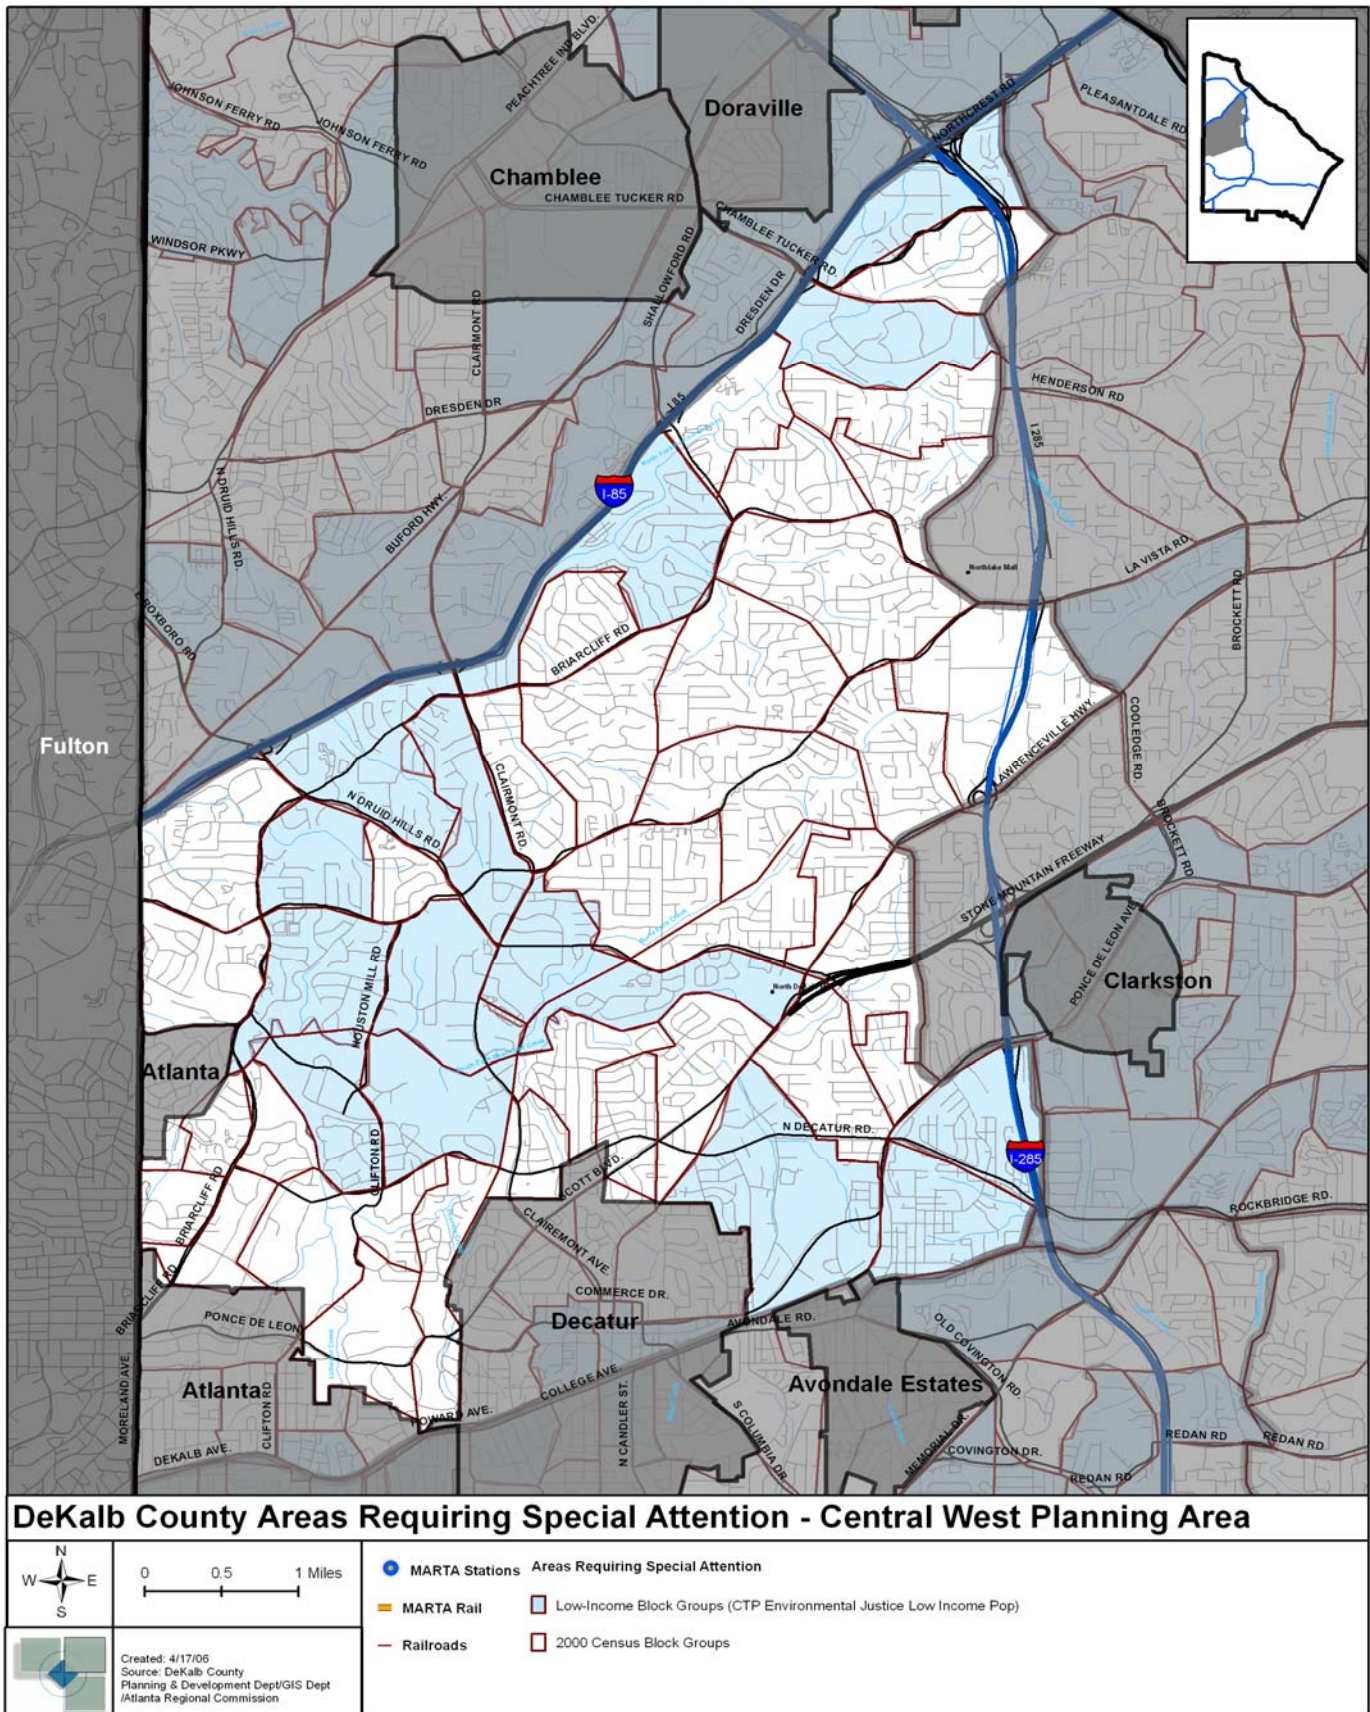 JOHNSON FERRY RD
JOHNSON FERRY RD
PEACHTREE IND BLVD.
Doraville
NORTHCREST RD
PLEASANTDALE RD
Chamblee
CHAMBLEE TUCKER RD
CHAMBLEE TUCKER RD.
WINDSOR PKWY
CLAIRMONT RD
SHALLOWFORD RD
DRESDEN DR
HENDERSON RD
DRESDEN DR
I-85
I 285
N DRUID HILLS RD.
BUFORD HWY
I-85
LA VISTA RD
Northlake Mall
BROCKETT RD
E ROXBORO RD
BRIARCLIFF RD
Fulton
COOLEDGE RD.
LAWRENCEVILLE HWY.
CLAIRMONT RD.
N DRUID HILLS RD.
BROCKETT RD
STONE MOUNTAIN FREEWAY
PONCE DE LEON AVE
Clarkston
HOUSTON MILL RD
Atlanta
N DECATUR RD.
CLIFTON RD
I-285
SCOTT BLVD.
BRIARCLIFF RD
ROCKBRIDGE RD.
CLAIREMONT AVE.
BRIARCLIFF RD
COMMERCE DR.
PONCE DE LEON
Decatur
AVONDALE RD.
OLD COVINGTON RD.
MORELAND AVE.
Atlanta
CLIFTON RD
COLLEGE AVE.
Avondale Estates
HOWARD AVE.
N CANDLER ST.
S COLUMBIA DR.
MEMORIAL DR.
COVINGTON DR.
REDAN RD
REDAN RD
DEKALB AVE.
REDAN RD
DeKalb County Areas Requiring Special Attention - Central West Planning Area
N
W E
S
0 0.5 1 Miles
MARTA Stations
MARTA Rail
Railroads
Areas Requiring Special Attention
Low-Income Block Groups (CTP Environmental Justice Low Income Pop)
2000 Census Block Groups
Created: 4/17/06
Source: DeKalb County
Planning & Development Dept/GIS Dept
/Atlanta Regional Commission